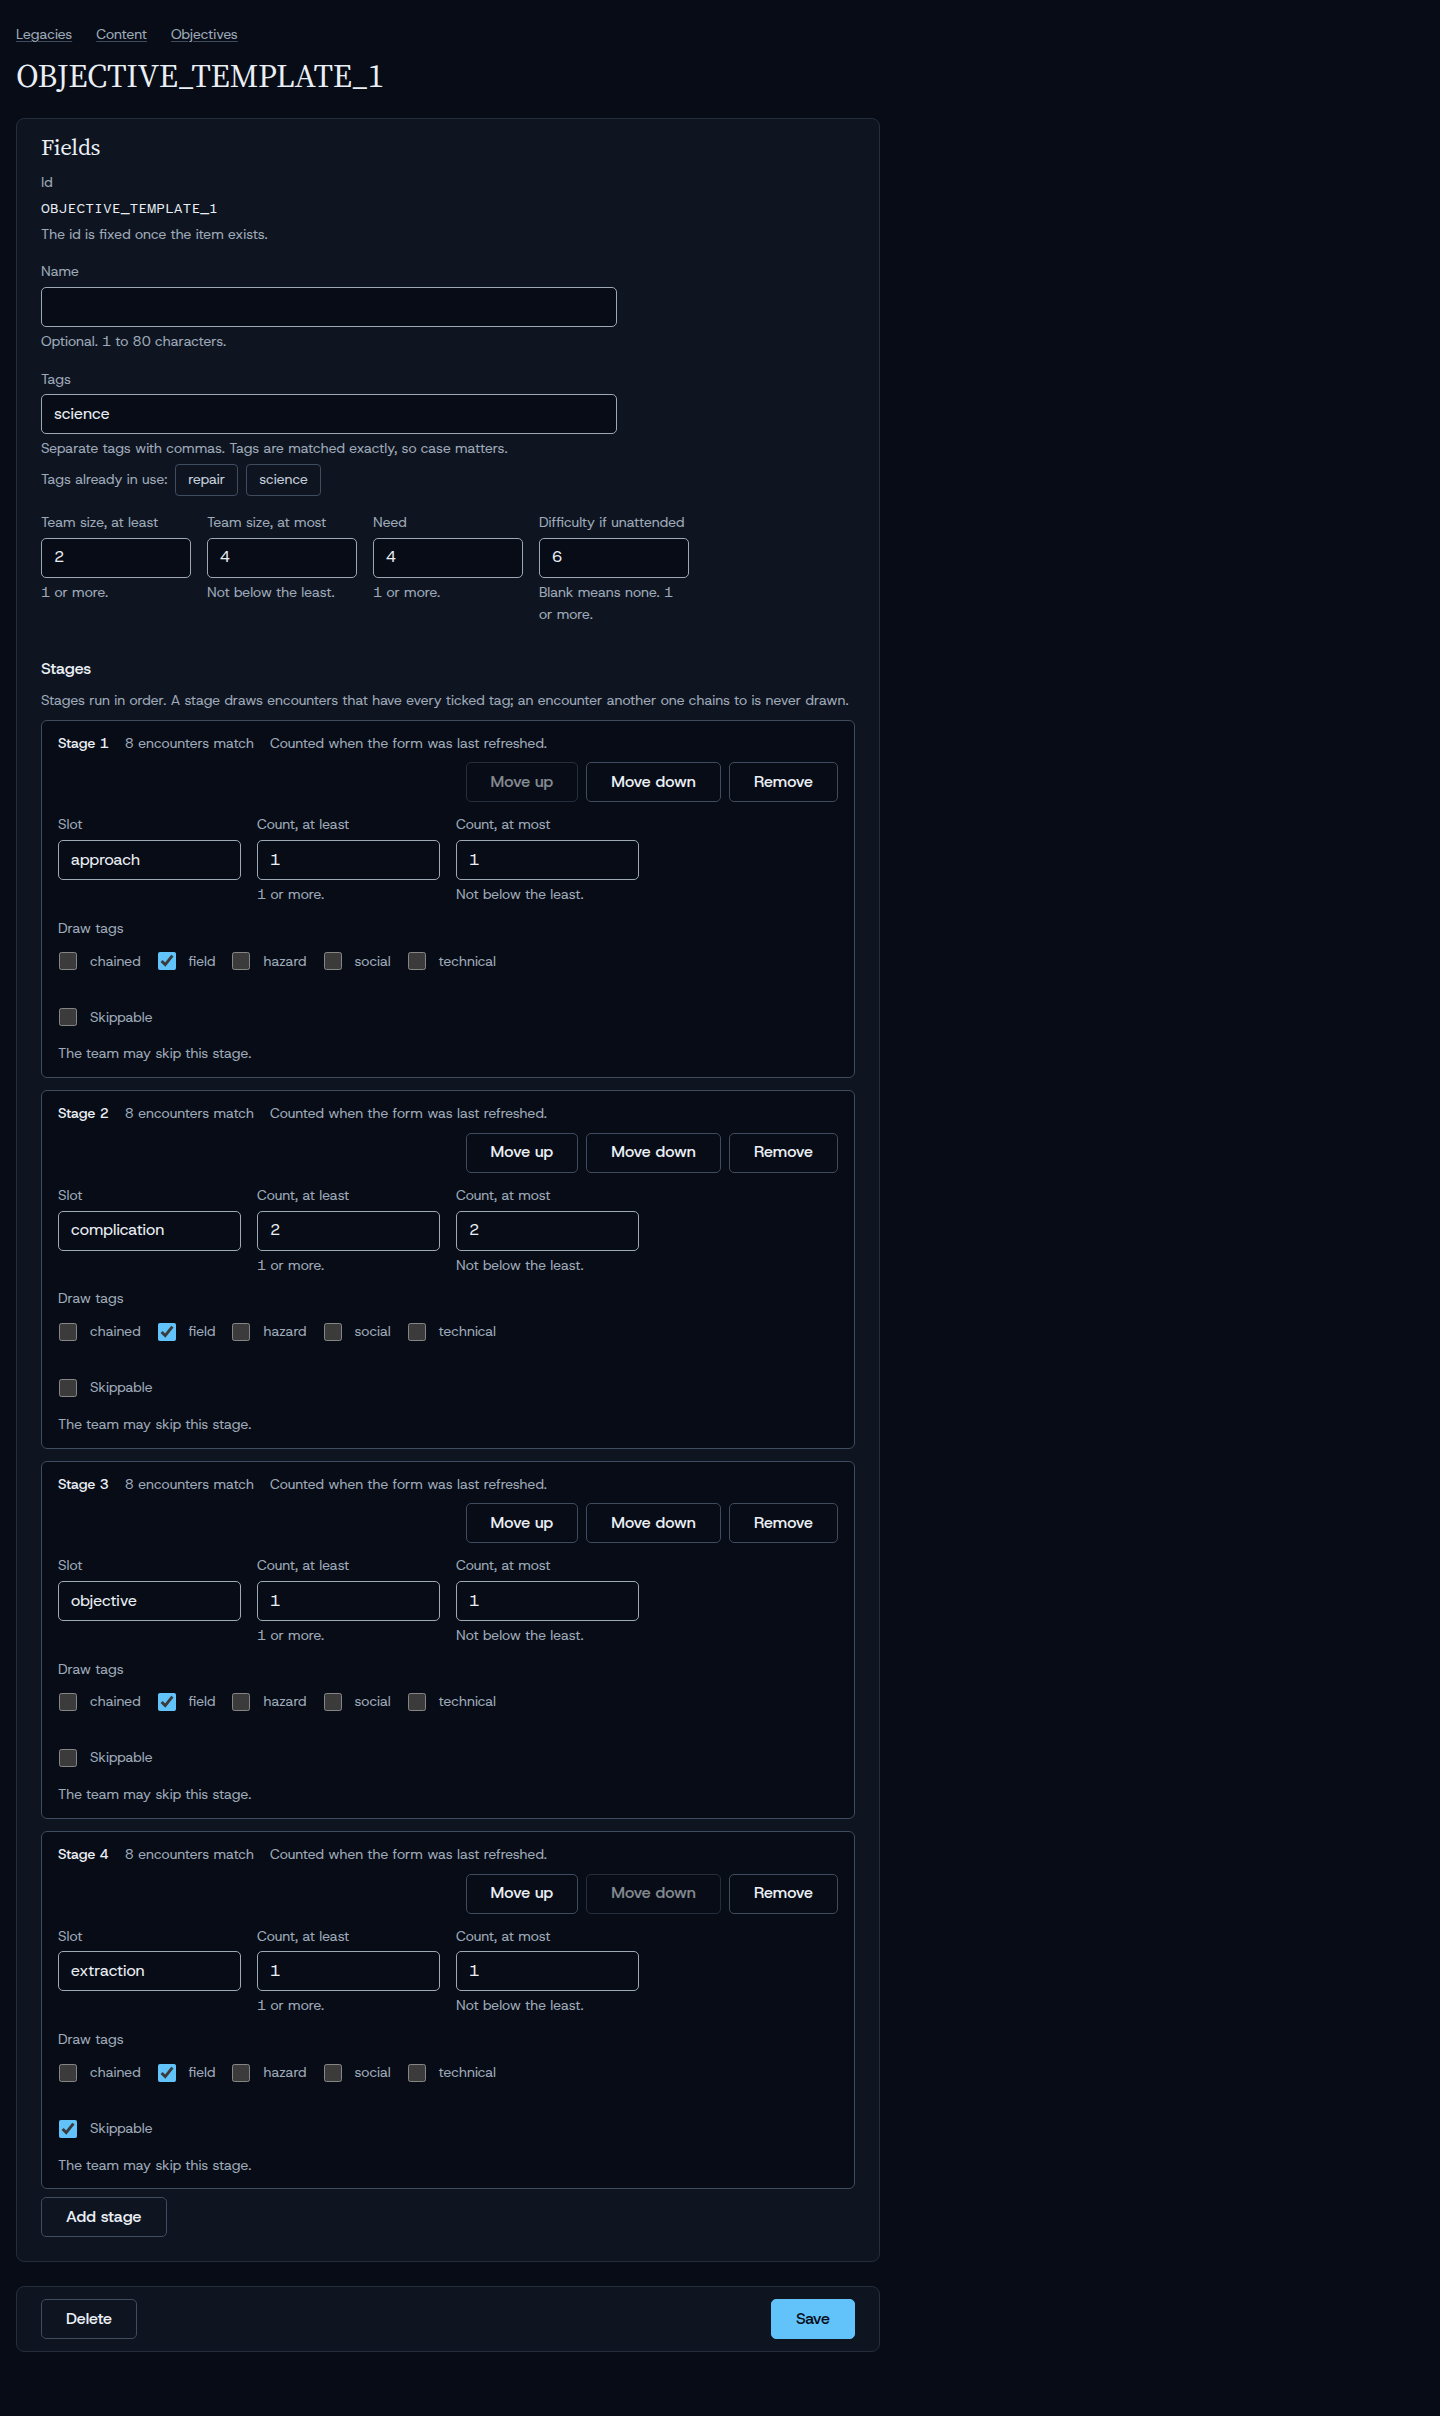 Legacies Content Objectives
OBJECTIVE_TEMPLATE_1
Fields
Id
OBJECTIVE_TEMPLATE_1
The id is fixed once the item exists.
Name
Optional. 1 to 80 characters.
Tags
science
Separate tags with commas. Tags are matched exactly, so case matters.
Tags already in use: repair science
Team size, at least Team size, at most Need Difficulty if unattended
2 4 4 6
1 or more. Not below the least. 1 or more. Blank means none. 1
or more.
Stages
Stages run in order. A stage draws encounters that have every ticked tag; an encounter another one chains to is never drawn.
Stage 1 8 encounters match Counted when the form was last refreshed.
Move up Move down Remove
Slot Count, at least Count, at most
approach 1 1
1 or more. Not below the least.
Draw tags
chained field hazard social technical
Skippable
The team may skip this stage.
Stage 2 8 encounters match Counted when the form was last refreshed.
Move up Move down Remove
Slot Count, at least Count, at most
complication 2 2
1 or more. Not below the least.
Draw tags
chained field hazard social technical
Skippable
The team may skip this stage.
Stage 3 8 encounters match Counted when the form was last refreshed.
Move up Move down Remove
Slot Count, at least Count, at most
objective 1 1
1 or more. Not below the least.
Draw tags
chained field hazard social technical
Skippable
The team may skip this stage.
Stage 4 8 encounters match Counted when the form was last refreshed.
Move up Move down Remove
Slot Count, at least Count, at most
extraction 1 1
1 or more. Not below the least.
Draw tags
chained field hazard social technical
Skippable
The team may skip this stage.
Add stage
Delete Save